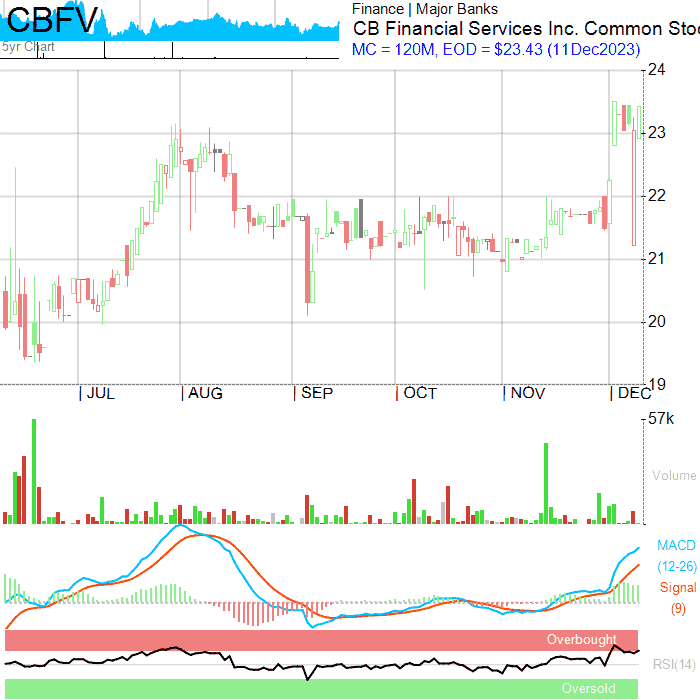 CBFV
5yr Chart
Finance | Major Banks
CB Financial Services Inc. Common Stoc
MC = 120M, EOD = $23.43 (11Dec2023)
24
23
22
21
20
19
JUL
AUG
SEP
OCT
NOV
DEC
57k
Volume
MACD
(12-26)
Signal
(9)
Overbought
RSI(14)
Oversold